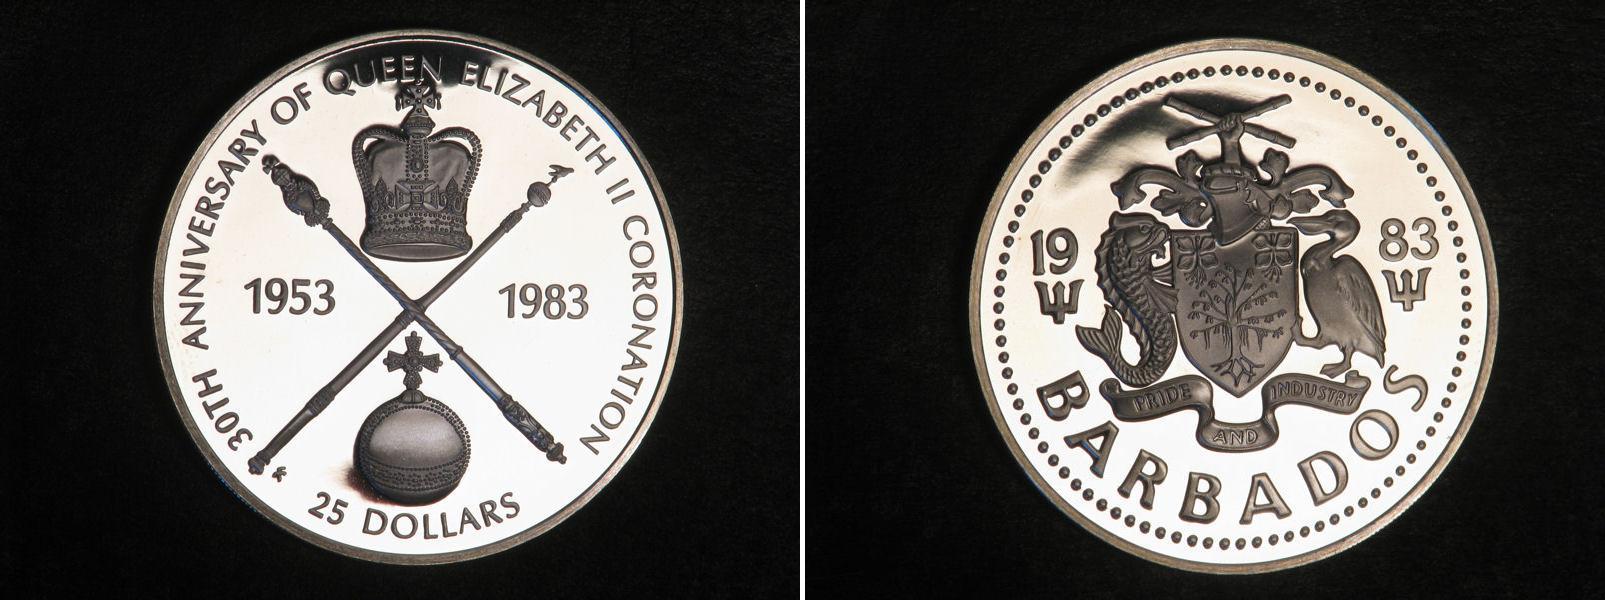 30TH ANNIVERSARY OF QUEEN ELIZABETH II CORONATION
1953 1983
25 DOLLARS
19 83
PRIDE AND INDUSTRY
BARBADOS